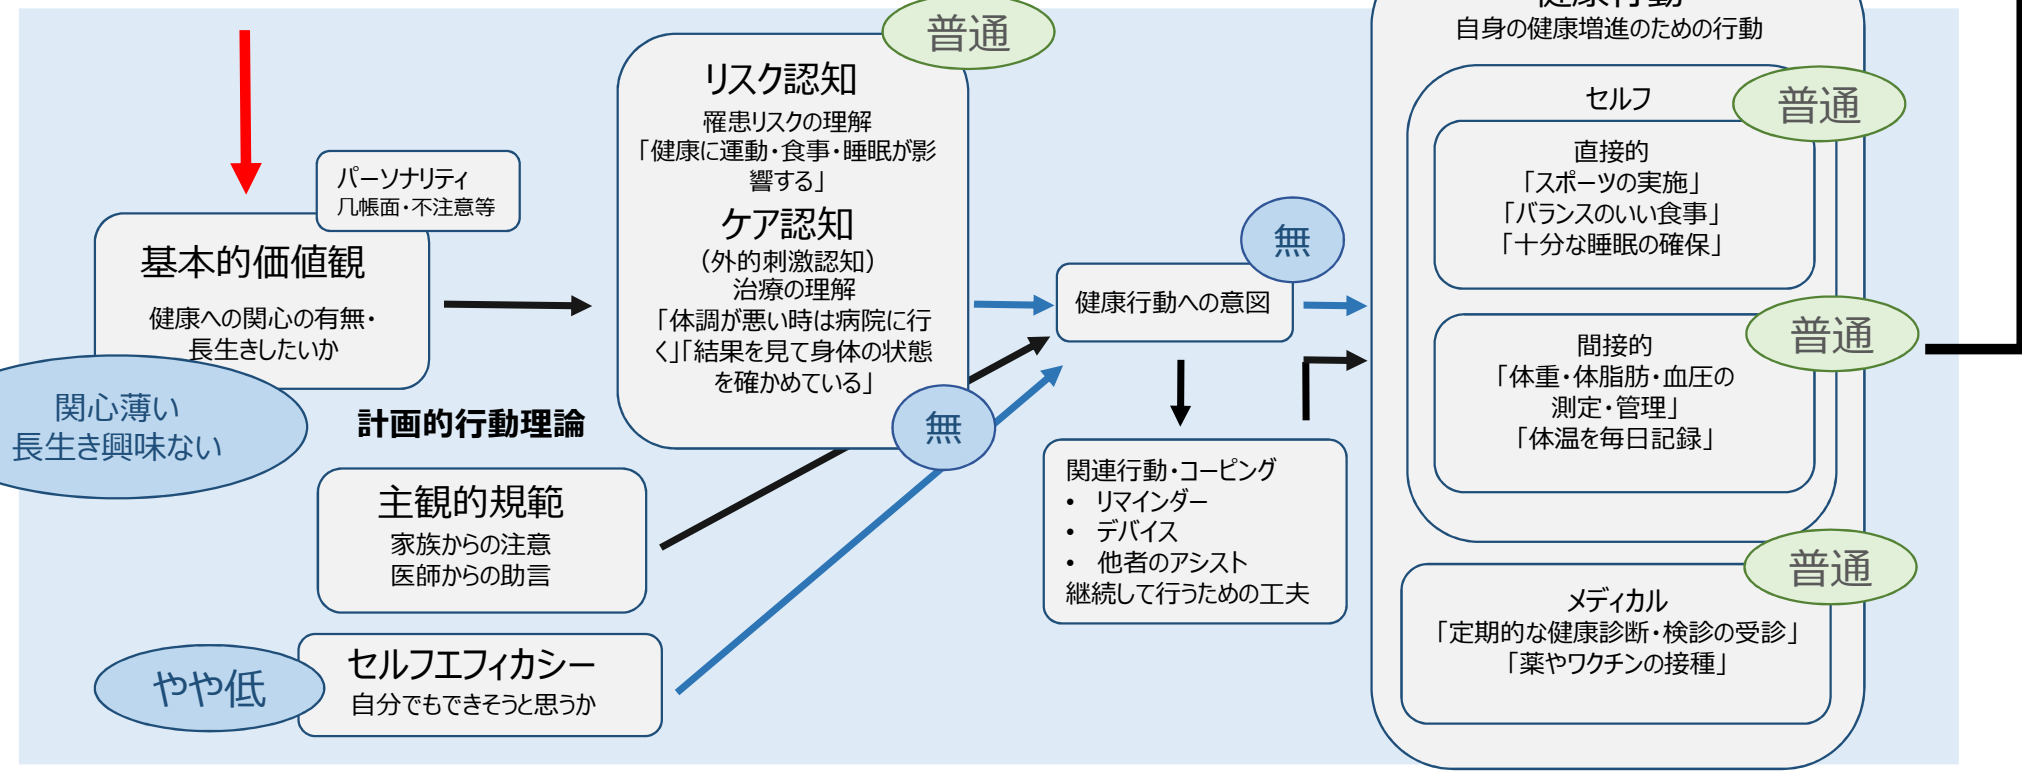 健康行動
自身の健康増進のための行動
普通
リスク認知
罹患リスクの理解
「健康に運動・食事・睡眠が影
響する」
ケア認知
（外的刺激認知）
治療の理解
「体調が悪い時は病院に行
く」「結果を見て身体の状態
を確かめている」
無
パーソナリティ
几帳面・不注意等
基本的価値観
健康への関心の有無・
長生きしたいか
関心薄い
長生き興味ない
計画的行動理論
主観的規範
家族からの注意
医師からの助言
セルフエフィカシー
自分でもできそうと思うか
やや低
無
健康行動への意図
関連行動・コーピング
• リマインダー
• デバイス
• 他者のアシスト
継続して行うための工夫
セルフ
普通
直接的
「スポーツの実施」
「バランスのいい食事」
「十分な睡眠の確保」
普通
間接的
「体重・体脂肪・血圧の
測定・管理」
「体温を毎日記録」
普通
メディカル
「定期的な健康診断・検診の受診」
「薬やワクチンの接種」